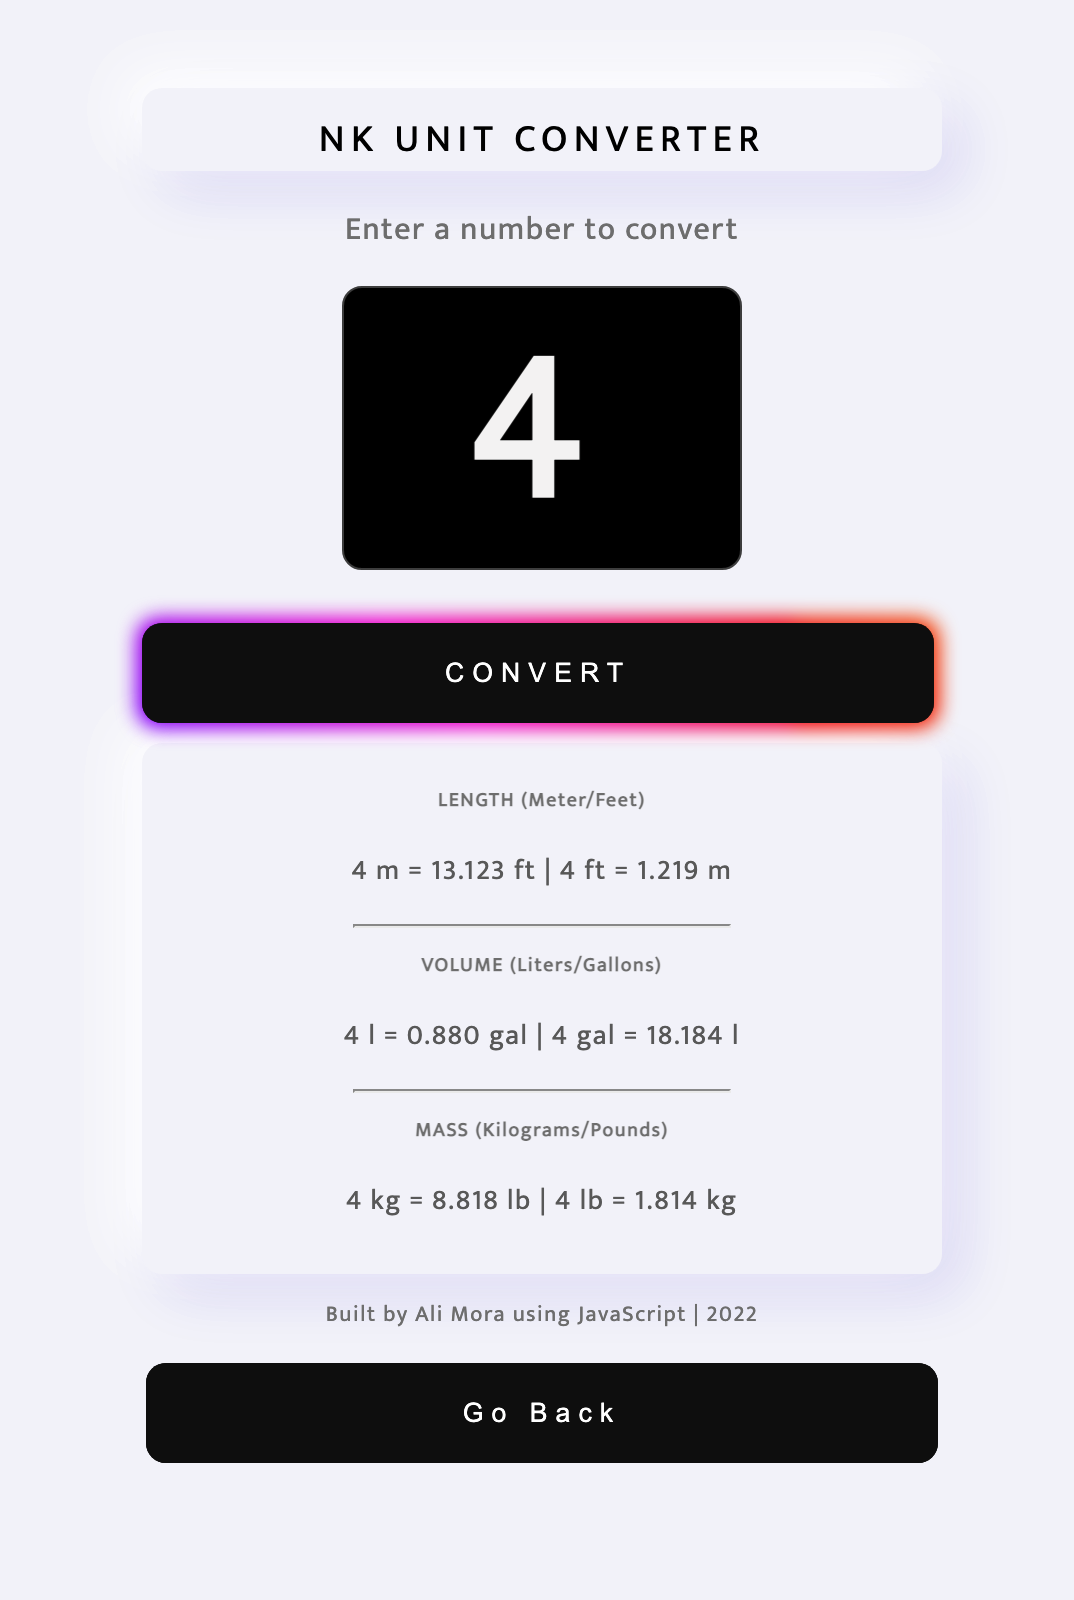 NK UNIT CONVERTER
Enter a number to convert
4
CONVERT
LENGTH (Meter/Feet)
4 m = 13.123 ft | 4 ft = 1.219 m
VOLUME (Liters/Gallons)
4 l = 0.880 gal | 4 gal = 18.184 l
MASS (Kilograms/Pounds)
4 kg = 8.818 lb | 4 lb = 1.814 kg
Built by Ali Mora using JavaScript | 2022
Go Back